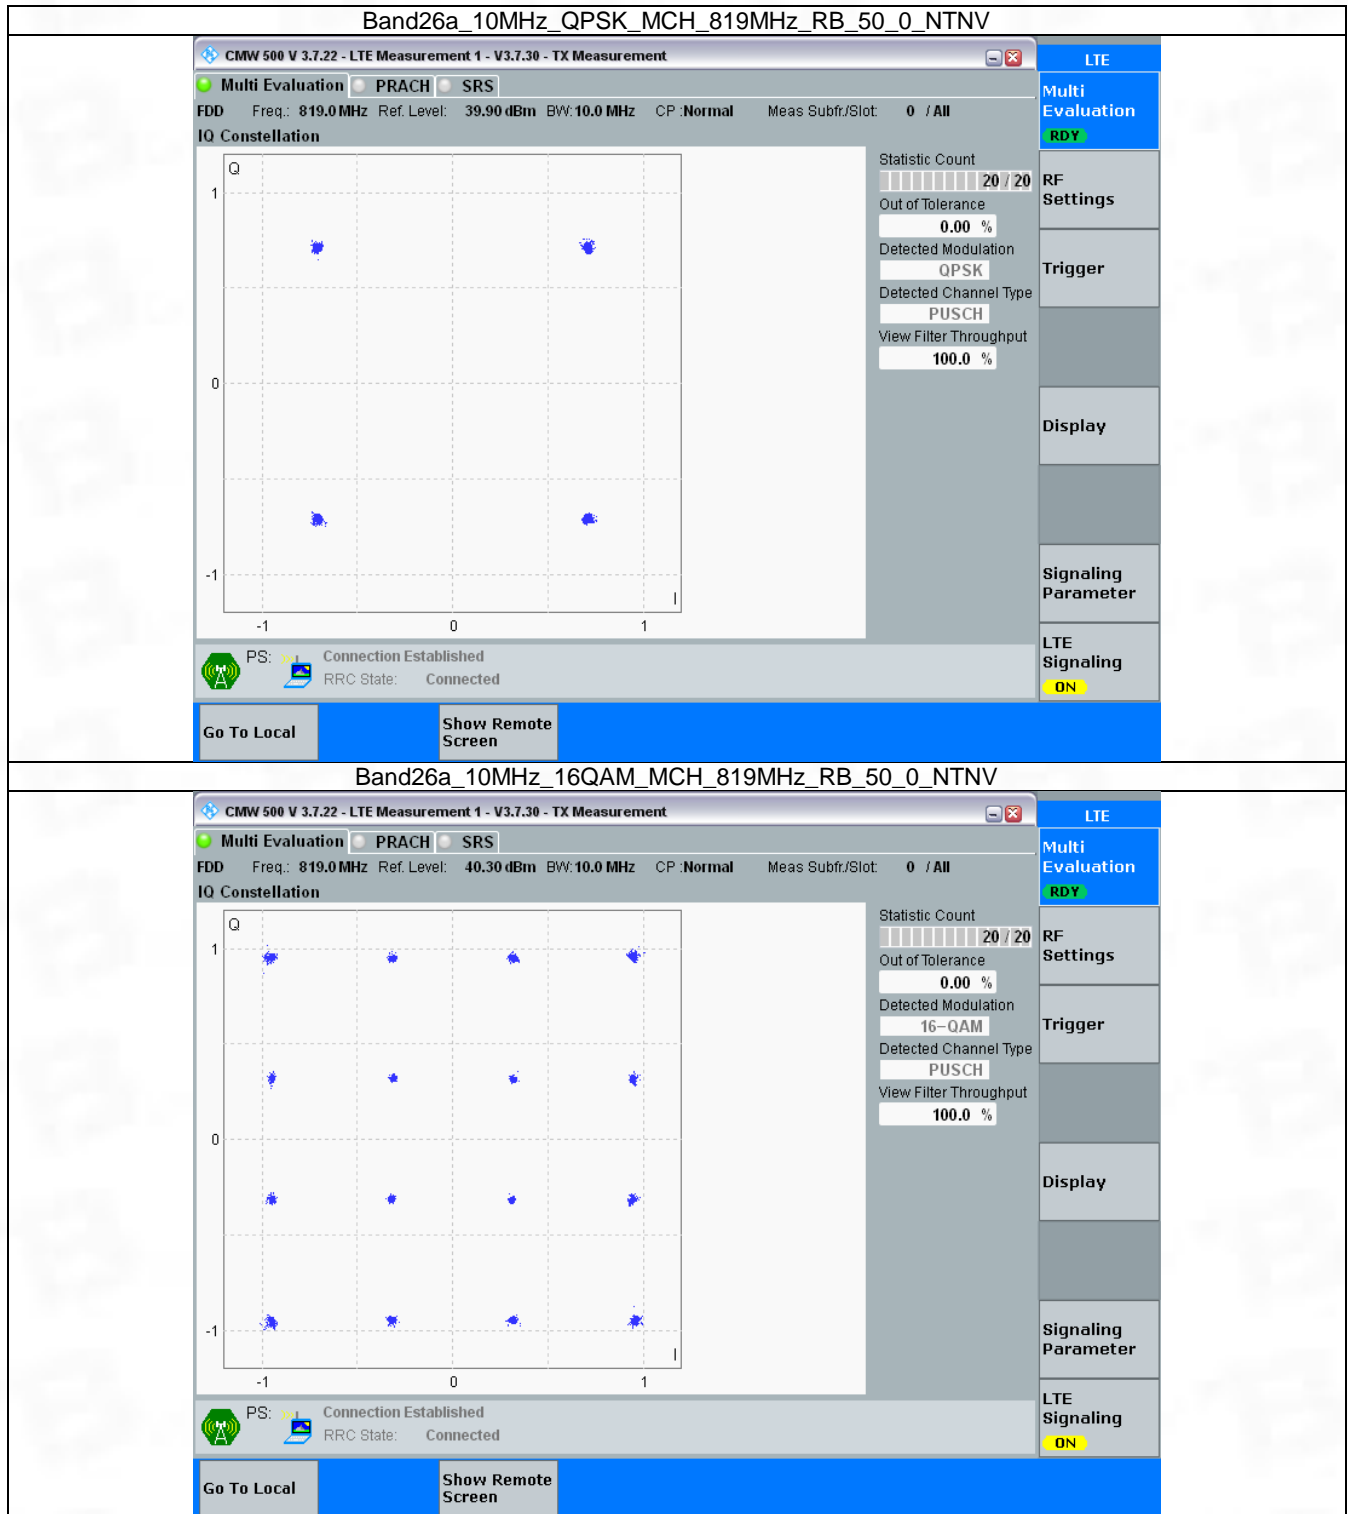 Band26a_10MHz_QPSK_MCH_819MHz_RB_50_0_NTNV
CMW 500 V 3.7.22 - LTE Measurement 1 - V3.7.30 - TX Measurement
LTE
Multi Evaluation PRACH SRS
Multi Evaluation
RDY
FDD Freq.: 819.0 MHz Ref. Level: 39.90 dBm BW: 10.0 MHz CP :Normal Meas Subfr./Slot: 0 / All
IQ Constellation
Q
1
0
-1
I
-1 0 1
Statistic Count
20 / 20
Out of Tolerance
0.00 %
Detected Modulation
QPSK
Detected Channel Type
PUSCH
View Filter Throughput
100.0 %
RF Settings
Trigger
Display
Signaling Parameter
LTE Signaling
ON
PS: Connection Established
RRC State: Connected
Go To Local
Show Remote Screen
Band26a_10MHz_16QAM_MCH_819MHz_RB_50_0_NTNV
CMW 500 V 3.7.22 - LTE Measurement 1 - V3.7.30 - TX Measurement
LTE
Multi Evaluation PRACH SRS
Multi Evaluation
RDY
FDD Freq.: 819.0 MHz Ref. Level: 40.30 dBm BW: 10.0 MHz CP :Normal Meas Subfr./Slot: 0 / All
IQ Constellation
Q
1
0
-1
I
-1 0 1
Statistic Count
20 / 20
Out of Tolerance
0.00 %
Detected Modulation
16-QAM
Detected Channel Type
PUSCH
View Filter Throughput
100.0 %
RF Settings
Trigger
Display
Signaling Parameter
LTE Signaling
ON
PS: Connection Established
RRC State: Connected
Go To Local
Show Remote Screen